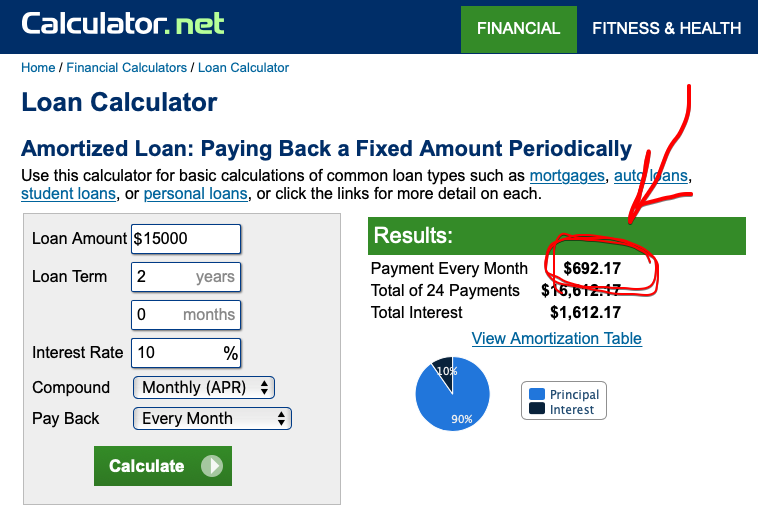 Calculator.net
FINANCIAL
FITNESS & HEALTH
Home / Financial Calculators / Loan Calculator
Loan Calculator
Amortized Loan: Paying Back a Fixed Amount Periodically
Use this calculator for basic calculations of common loan types such as mortgages, auto loans,
student loans, or personal loans, or click the links for more detail on each.
Loan Amount $15000
Loan Term 2 years
0 months
Interest Rate 10 %
Compound Monthly (APR)
Pay Back Every Month
Calculate
Results:
Payment Every Month $692.17
Total of 24 Payments $16,612.17
Total Interest $1,612.17
View Amortization Table
10%
90%
Principal
Interest